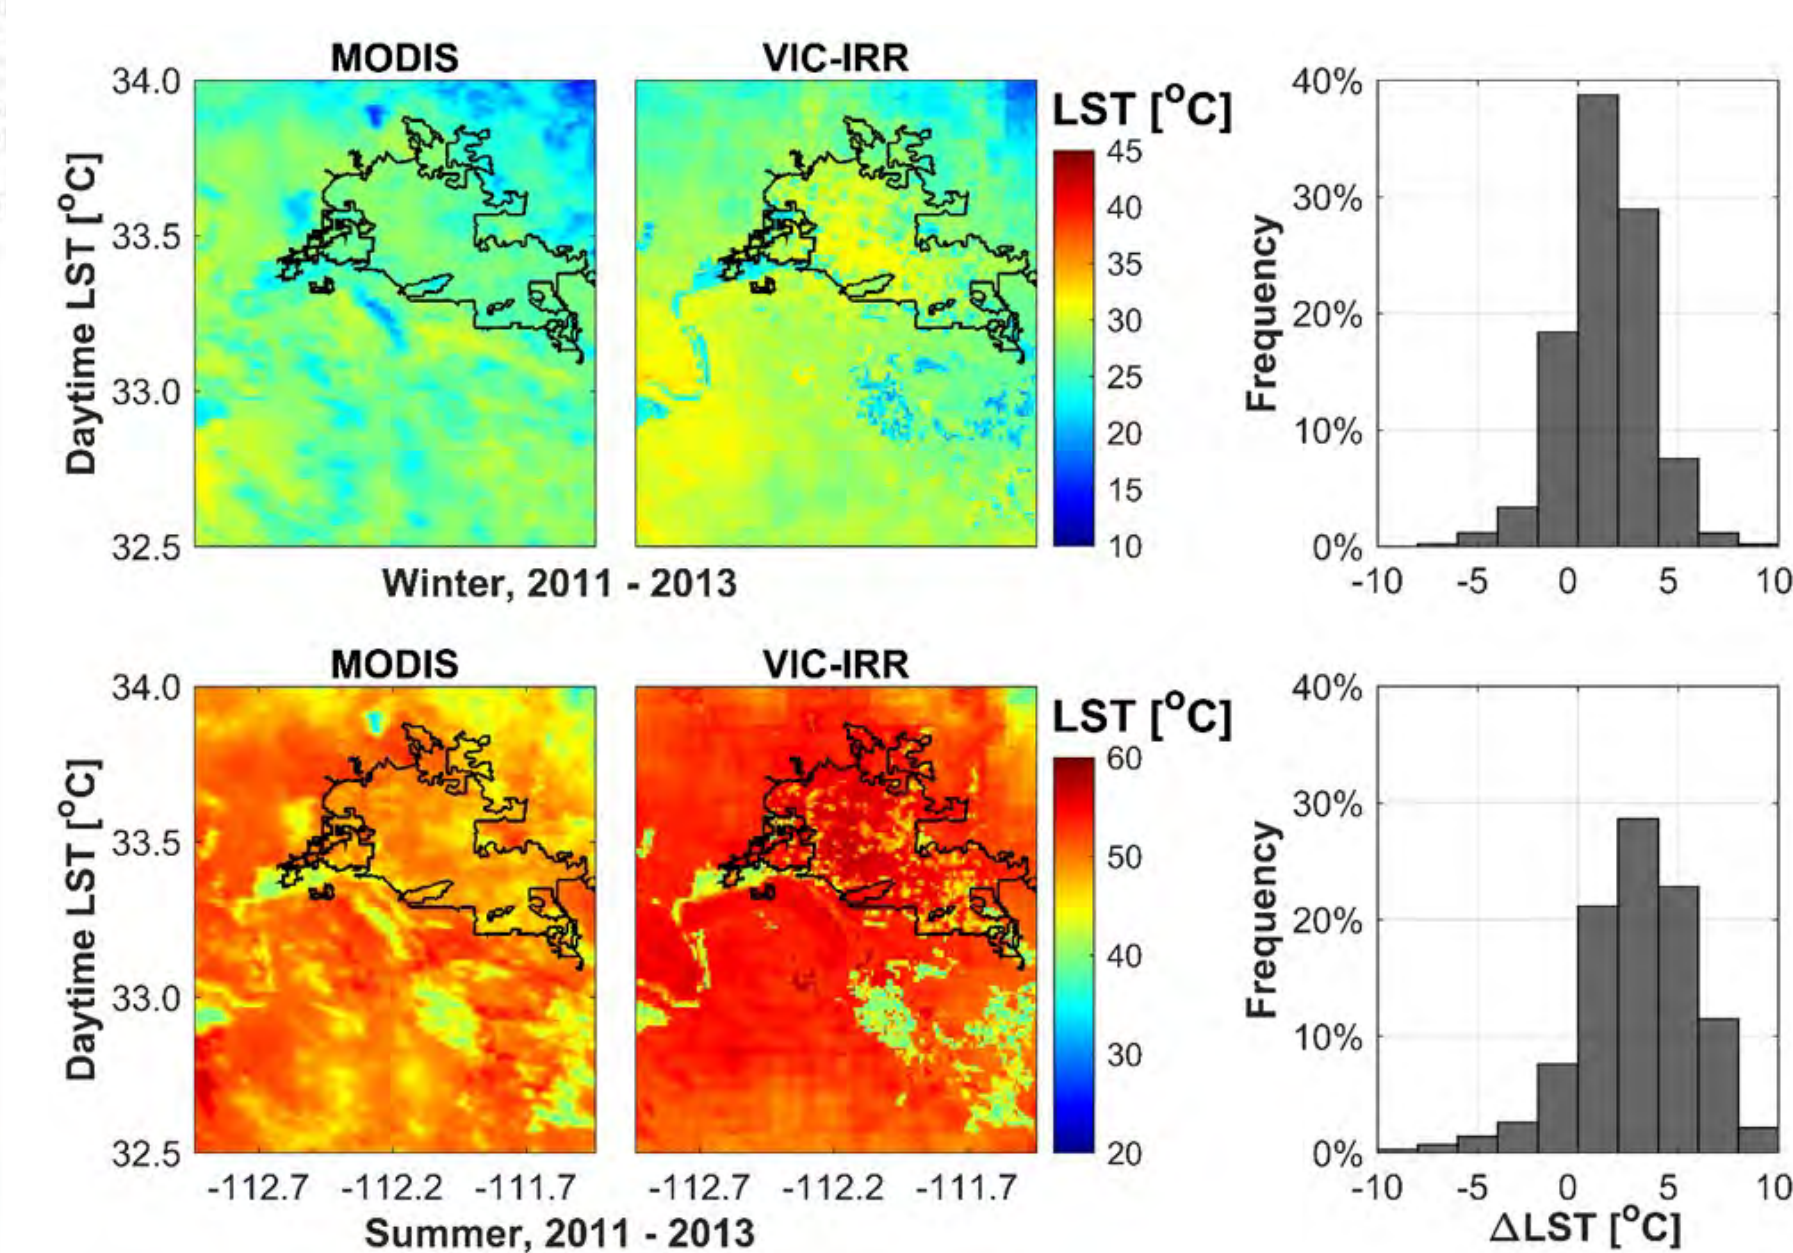 MODIS
VIC-IRR
LST [°C]
Daytime LST [°C]
34.0
33.5
33.0
32.5
45
40
35
30
25
20
15
10
Winter, 2011 - 2013
Frequency
40%
30%
20%
10%
0%
-10 -5 0 5 10
MODIS
VIC-IRR
LST [°C]
Daytime LST [°C]
34.0
33.5
33.0
32.5
-112.7 -112.2 -111.7
-112.7 -112.2 -111.7
60
50
40
30
20
Summer, 2011 - 2013
Frequency
40%
30%
20%
10%
0%
-10 -5 0 5 10
ΔLST [°C]